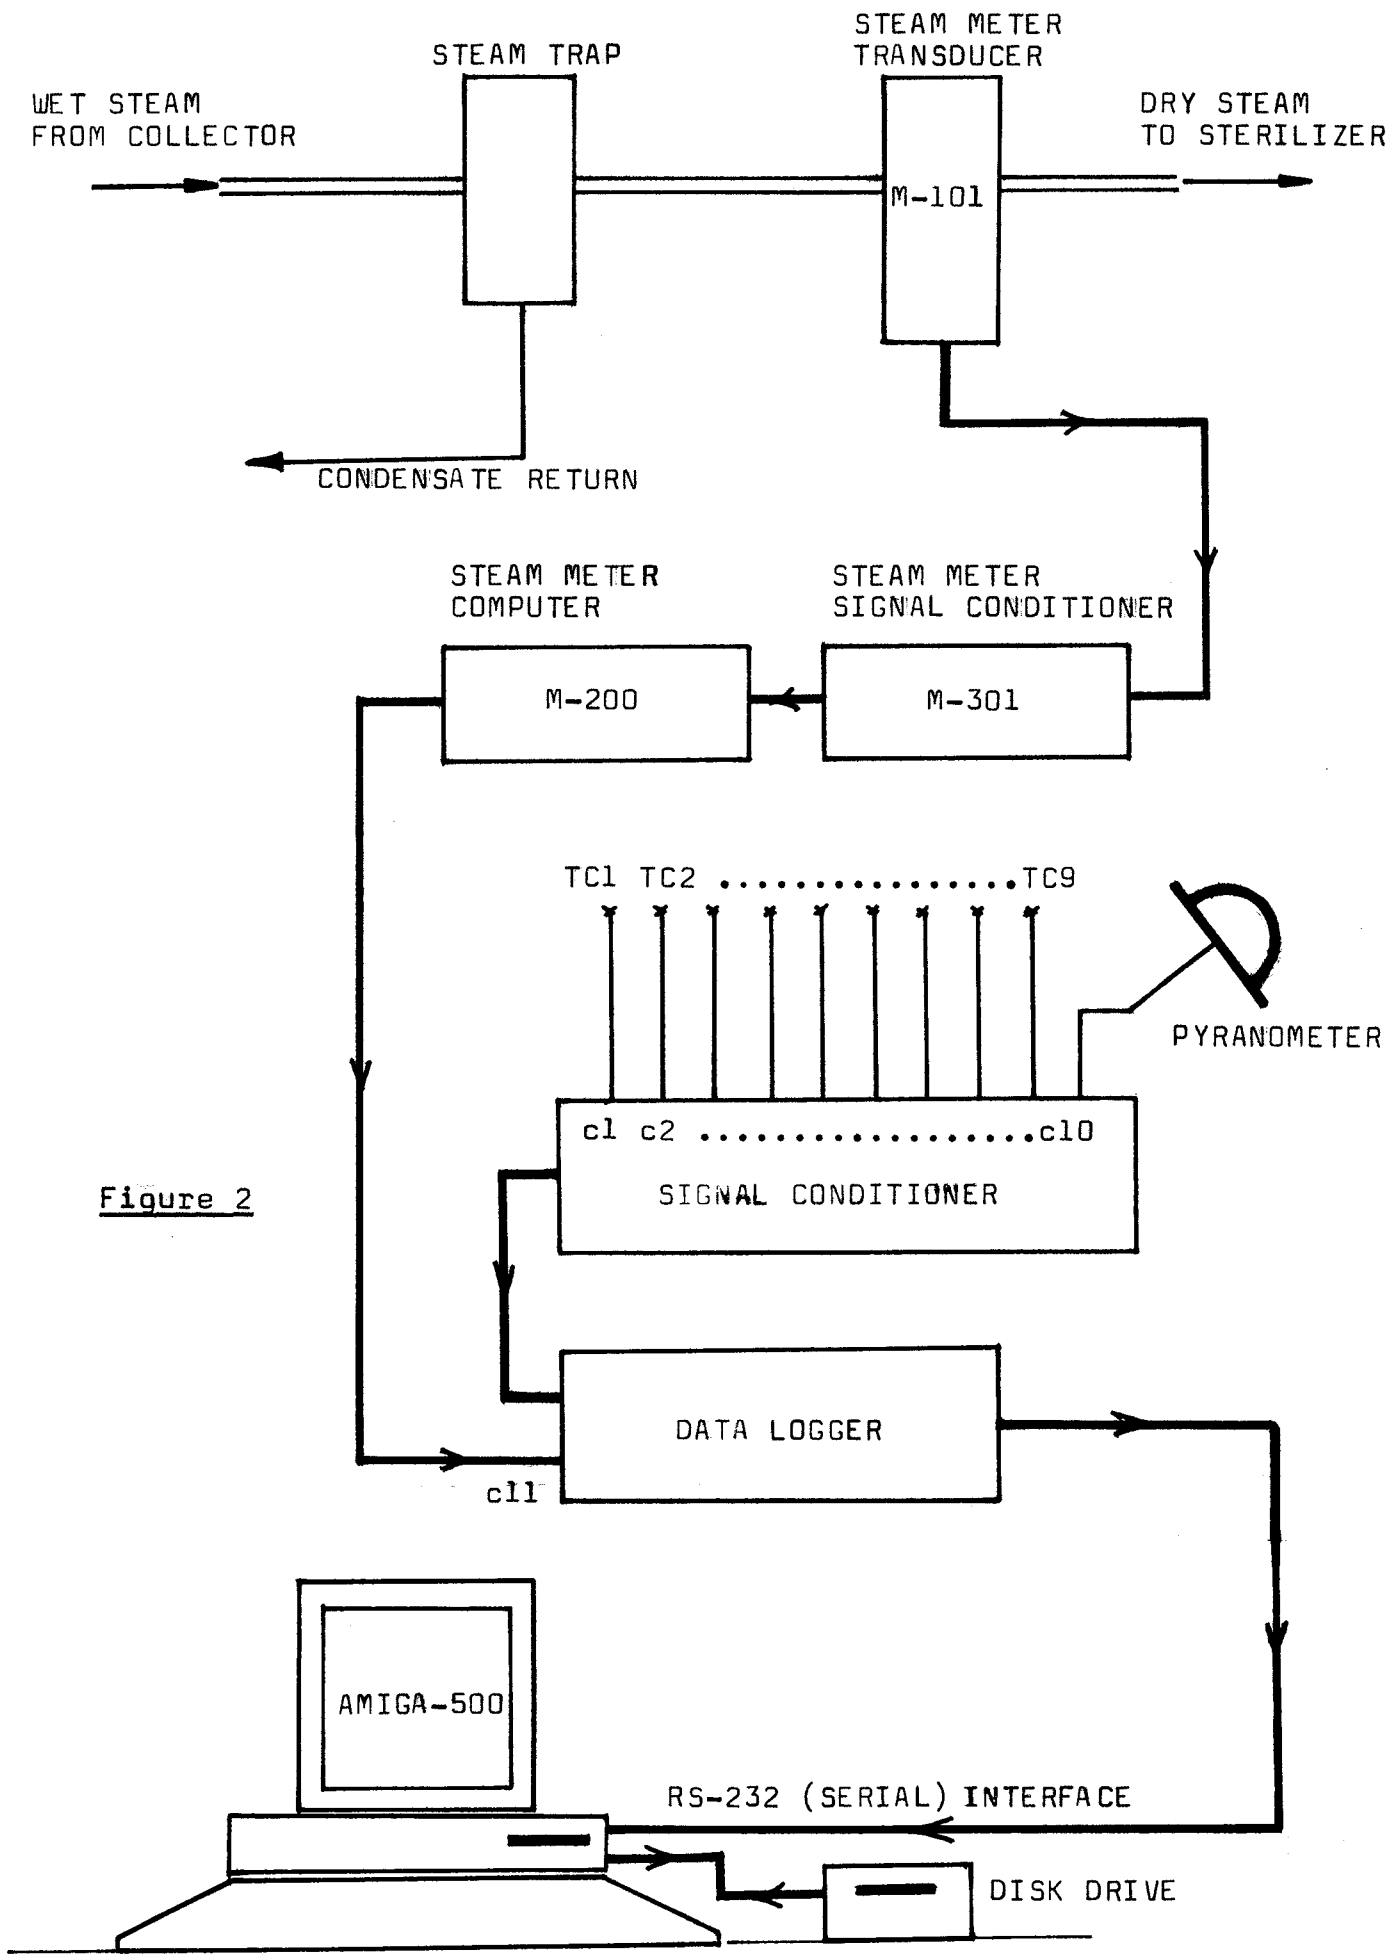 STEAM METER
TRANSDUCER
STEAM TRAP
WET STEAM
FROM COLLECTOR
DRY STEAM
TO STERILIZER
M-101
CONDENSATE RETURN
STEAM METER
COMPUTER
STEAM METER
SIGNAL CONDITIONER
M-200
M-301
TC1 TC2 ................TC9
PYRANOMETER
c1 c2 ..................c10
SIGNAL CONDITIONER
Figure 2
DATA LOGGER
c11
AMIGA-500
RS-232 (SERIAL) INTERFACE
DISK DRIVE